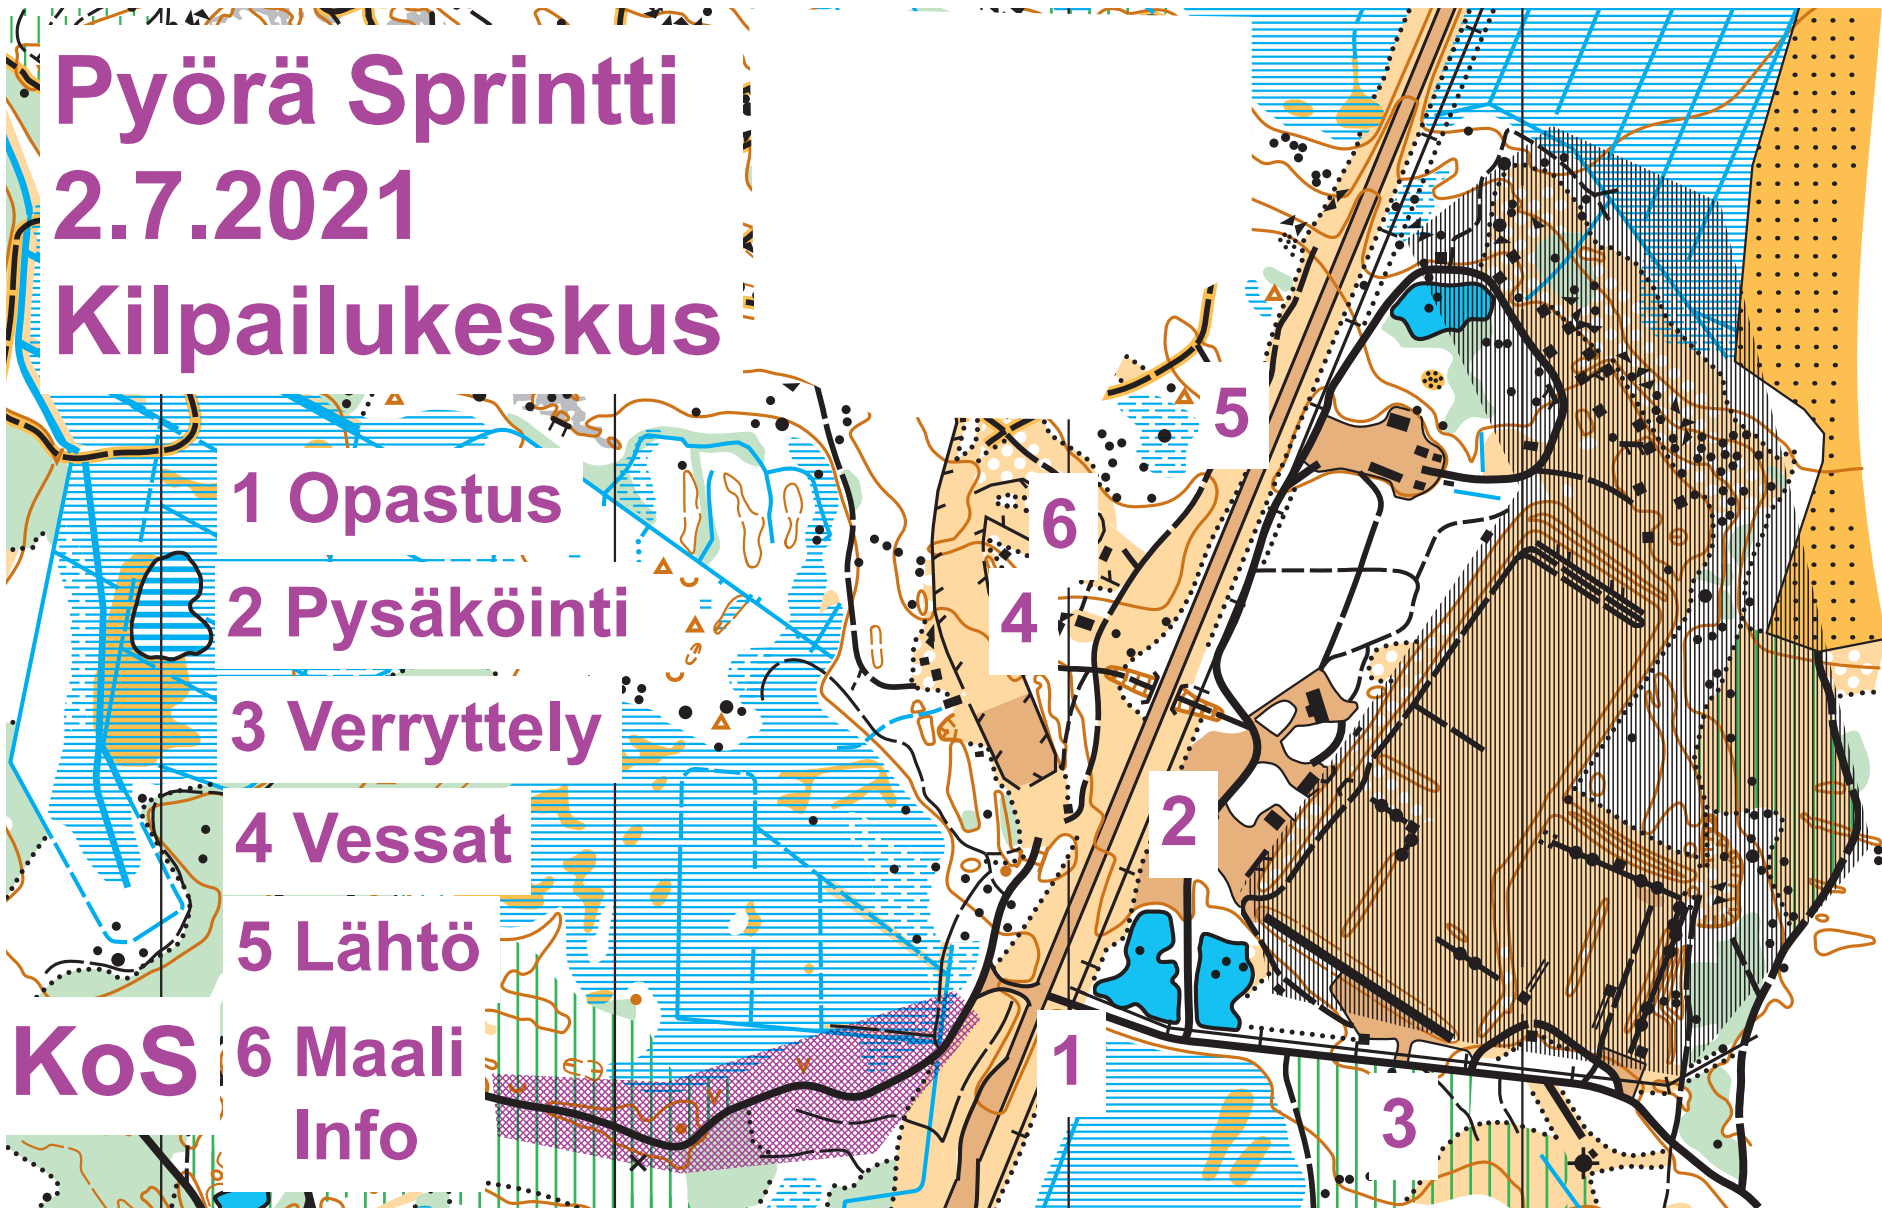 Pyörä Sprintti
2.7.2021
Kilpailukeskus
1 Opastus
2 Pysäköinti
3 Verryttely
4 Vessat
5 Lähtö
6 Maali
Info
KoS
5
6
4
2
1
3